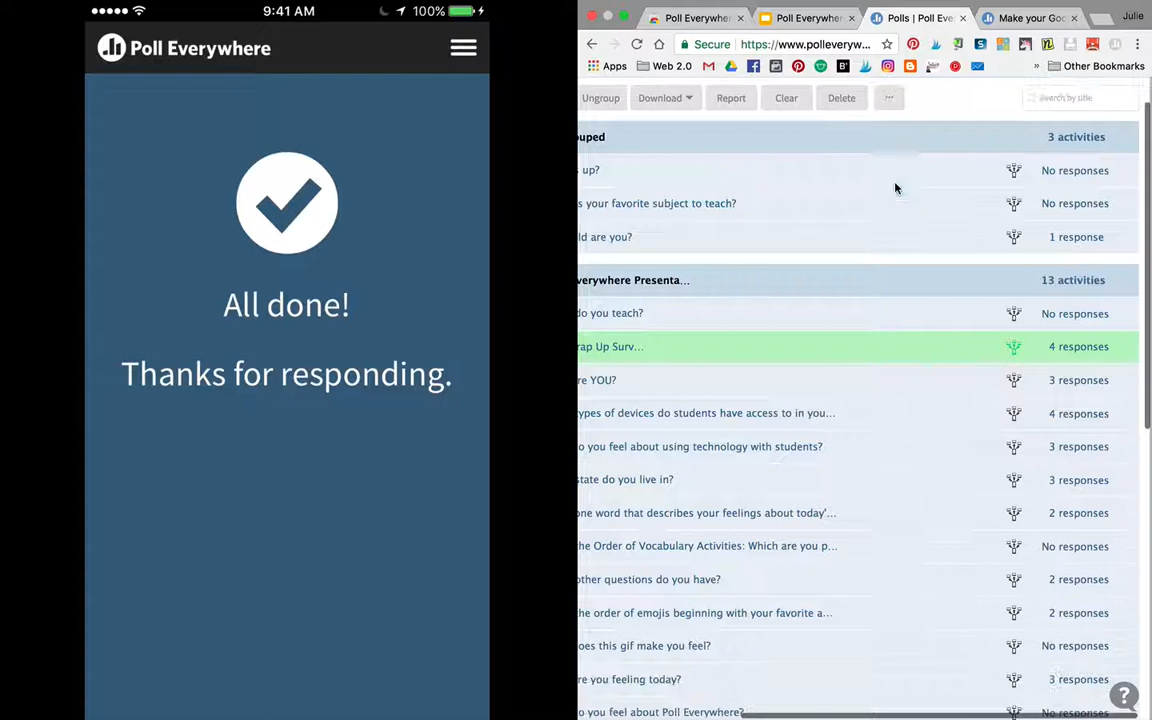 9:41 AM
100%
Poll Everywhere
All done!
Thanks for responding.
Poll Everywher
Poll Everywher
Polls | Poll Eve
Make your Goo
Julie
Secure
https://www.polleveryw...
Apps
Web 2.0
Other Bookmarks
Ungroup
Download
Report
Clear
Delete
...
Search by title
ouped 3 activities
up? No responses
s your favorite subject to teach? No responses
ld are you? 1 response
verywhere Presenta... 13 activities
do you teach? No responses
rap Up Surv... 4 responses
re YOU? 3 responses
types of devices do students have access to in you... 4 responses
o you feel about using technology with students? 3 responses
state do you live in? 3 responses
one word that describes your feelings about today'... 2 responses
the Order of Vocabulary Activities: Which are you p... No responses
other questions do you have? 2 responses
the order of emojis beginning with your favorite a... 2 responses
oes this gif make you feel? No responses
re you feeling today? 3 responses
o you feel about Poll Everywhere? No responses